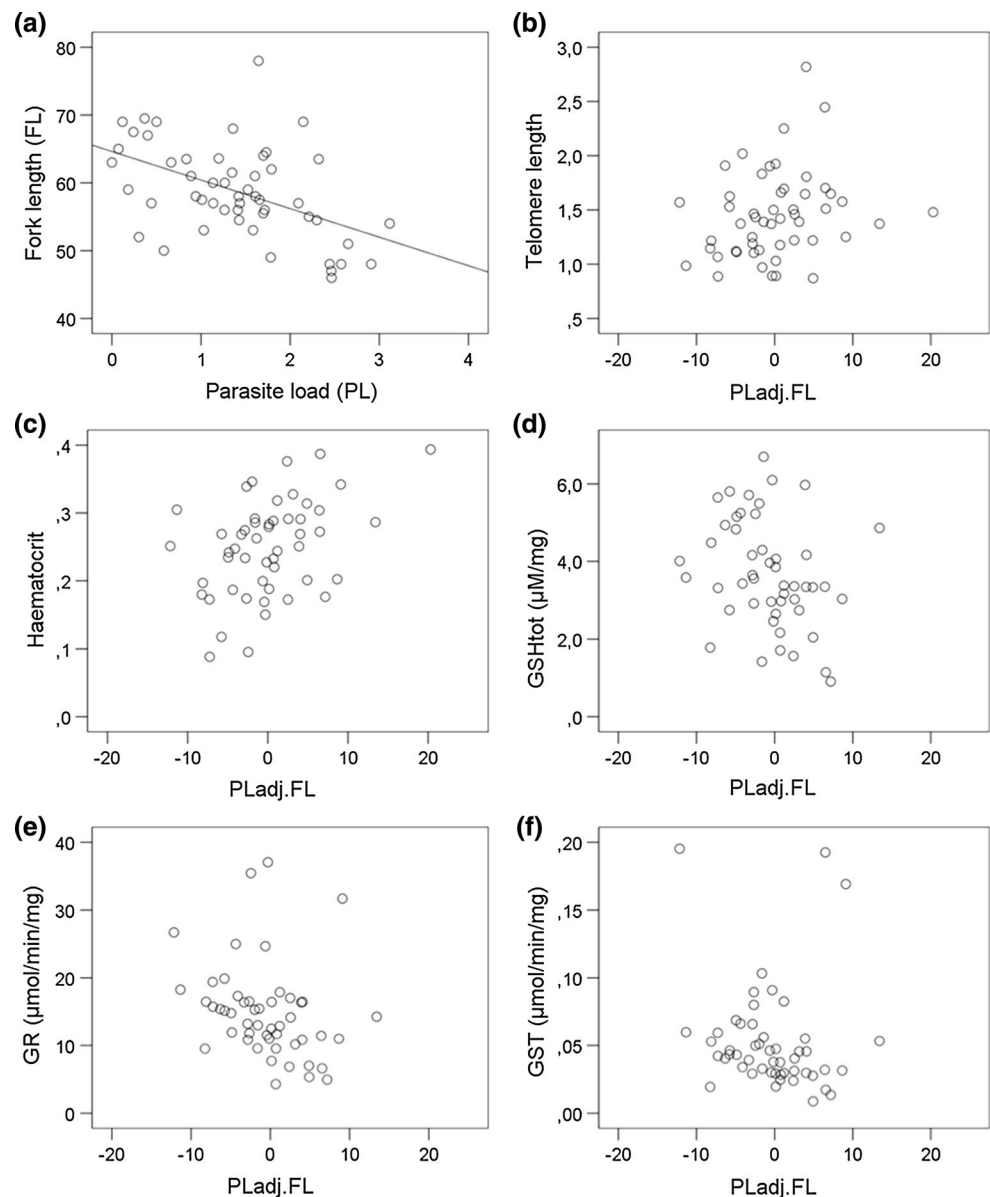 (a)
Fork length (FL)
80
70
60
50
40
0 1 2 3 4
Parasite load (PL)
(b)
Telomere length
3,0
2,5
2,0
1,5
1,0
,5
-20 -10 0 10 20
PLadj.FL
(c)
Haematocrit
,4
,3
,2
,1
,0
-20 -10 0 10 20
PLadj.FL
(d)
GSHtot (µM/mg)
6,0
4,0
2,0
,0
-20 -10 0 10 20
PLadj.FL
(e)
GR (µmol/min/mg)
40
30
20
10
0
-20 -10 0 10 20
PLadj.FL
(f)
GST (µmol/min/mg)
,20
,15
,10
,05
,00
-20 -10 0 10 20
PLadj.FL